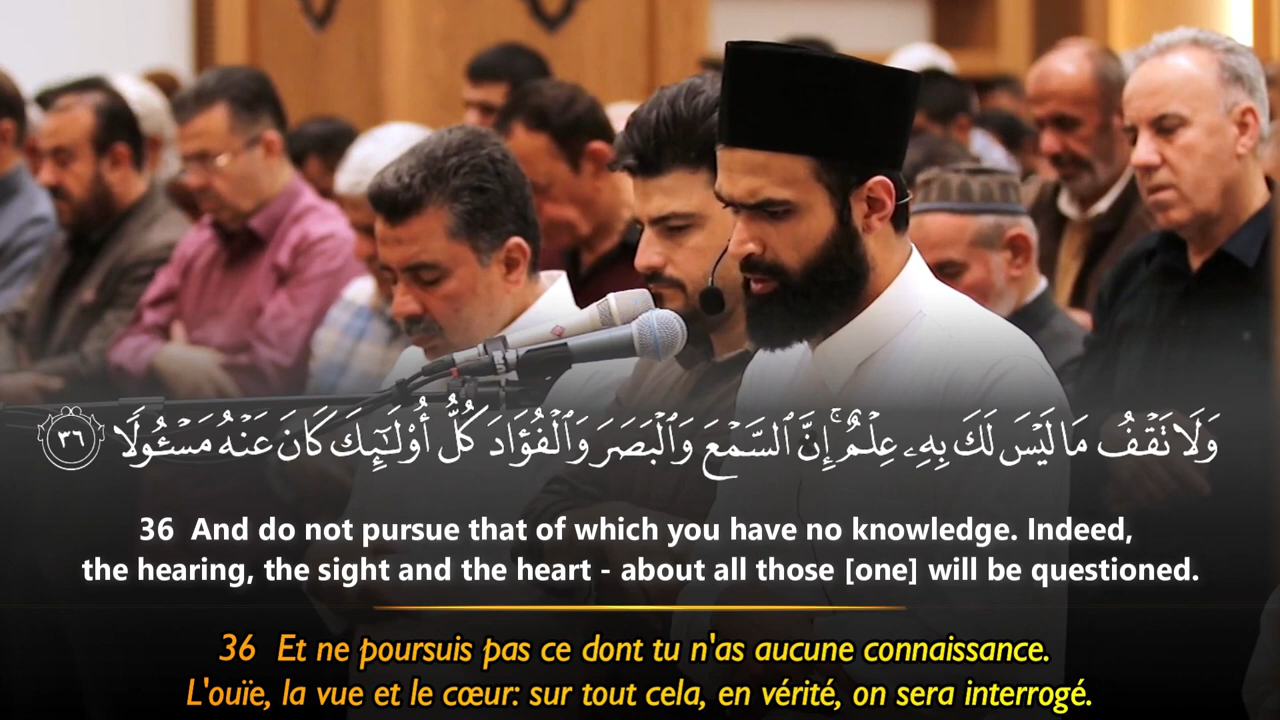 وَلَا تَقْفُ مَا لَيْسَ لَكَ بِهِۦ عِلْمٌ ۚ إِنَّ ٱلسَّمْعَ وَٱلْبَصَرَ وَٱلْفُؤَادَ كُلُّ أُو۟لَـٰٓئِكَ كَانَ عَنْهُ مَسْـُٔولًا ٣٦
36 And do not pursue that of which you have no knowledge. Indeed,
the hearing, the sight and the heart - about all those [one] will be questioned.
36 Et ne poursuis pas ce dont tu n'as aucune connaissance.
L'ouïe, la vue et le cœur: sur tout cela, en vérité, on sera interrogé.